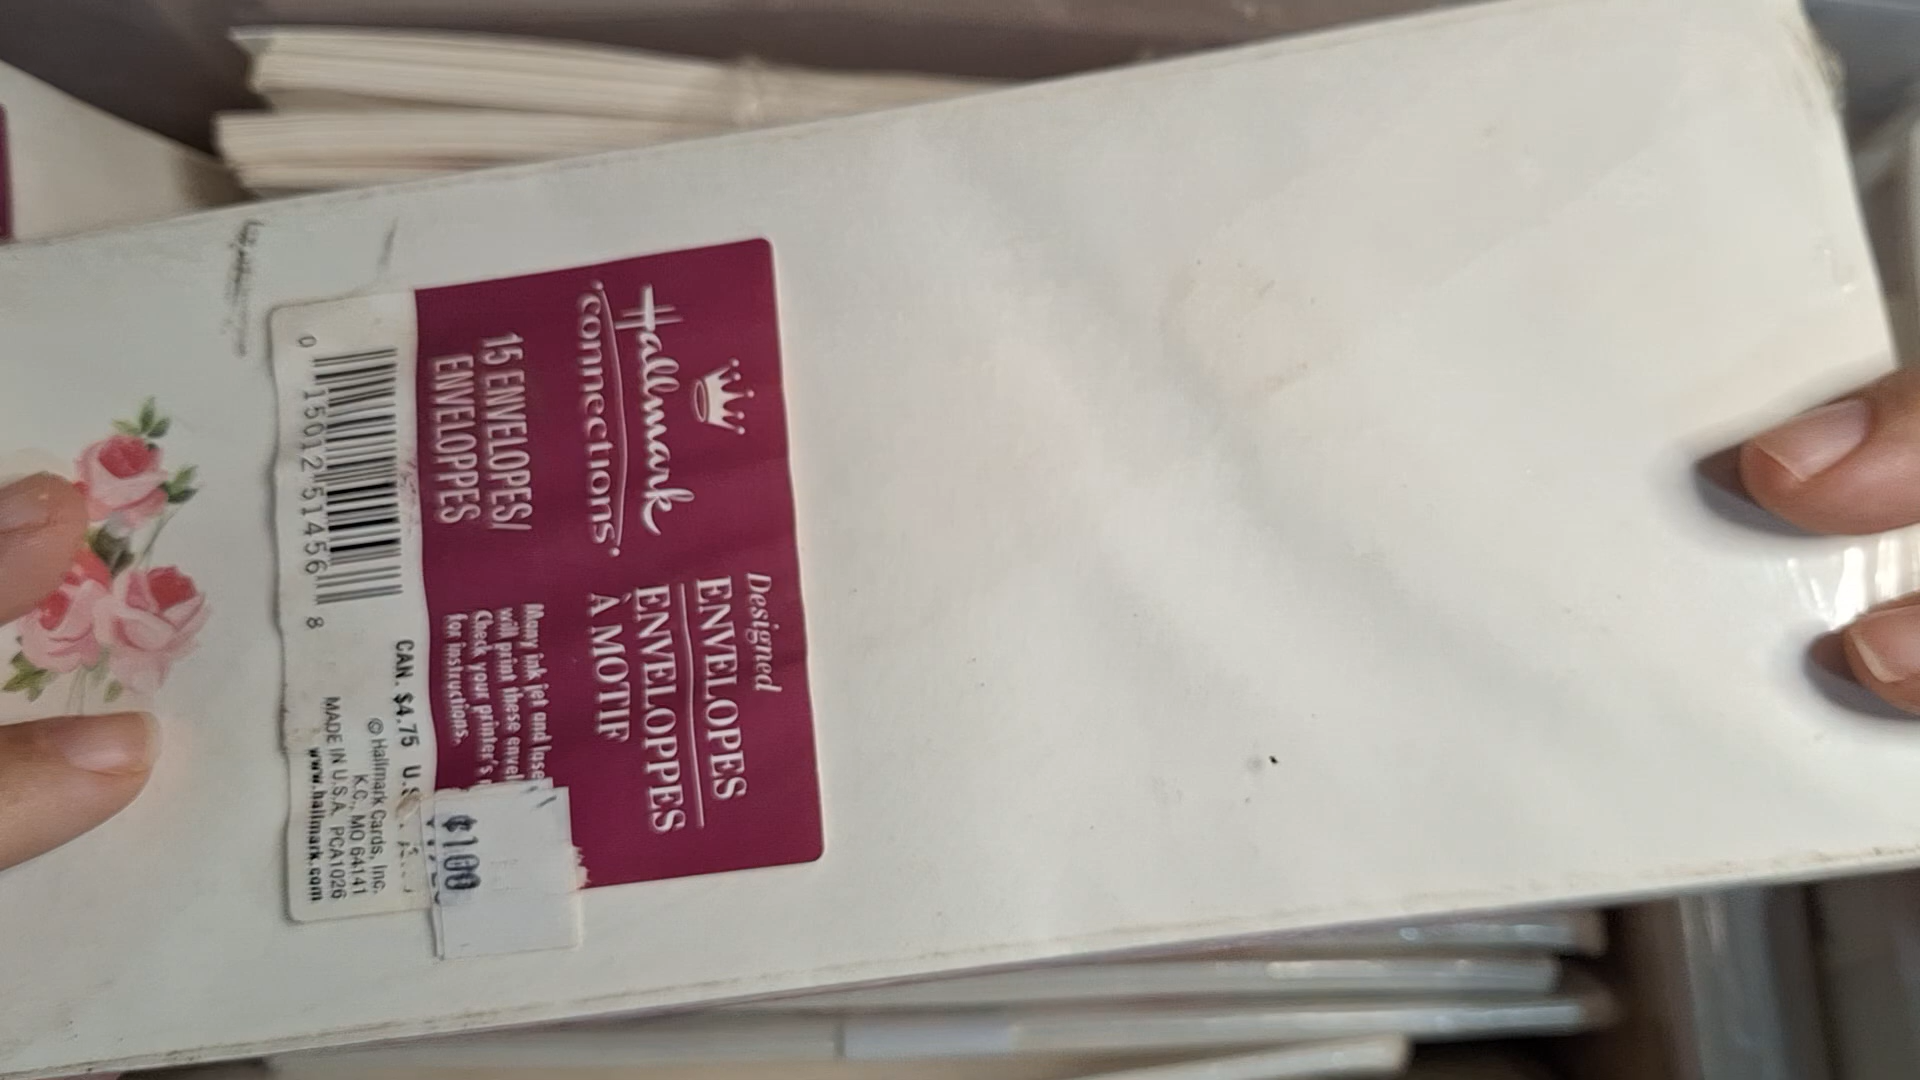 Hallmark
connections
15 ENVELOPES/
ENVELOPPES
Designed
ENVELOPES
ENVELOPPES
À MOTIF
Many ink jet and laser
will print these envel
Check your printer's
for instructions.
0 15012 51456 8
CAN. $4.75 U.S.
© Hallmark Cards, Inc.
K.C., MO 64141
MADE IN U.S.A. PCA1026
www.hallmark.com
$1.00